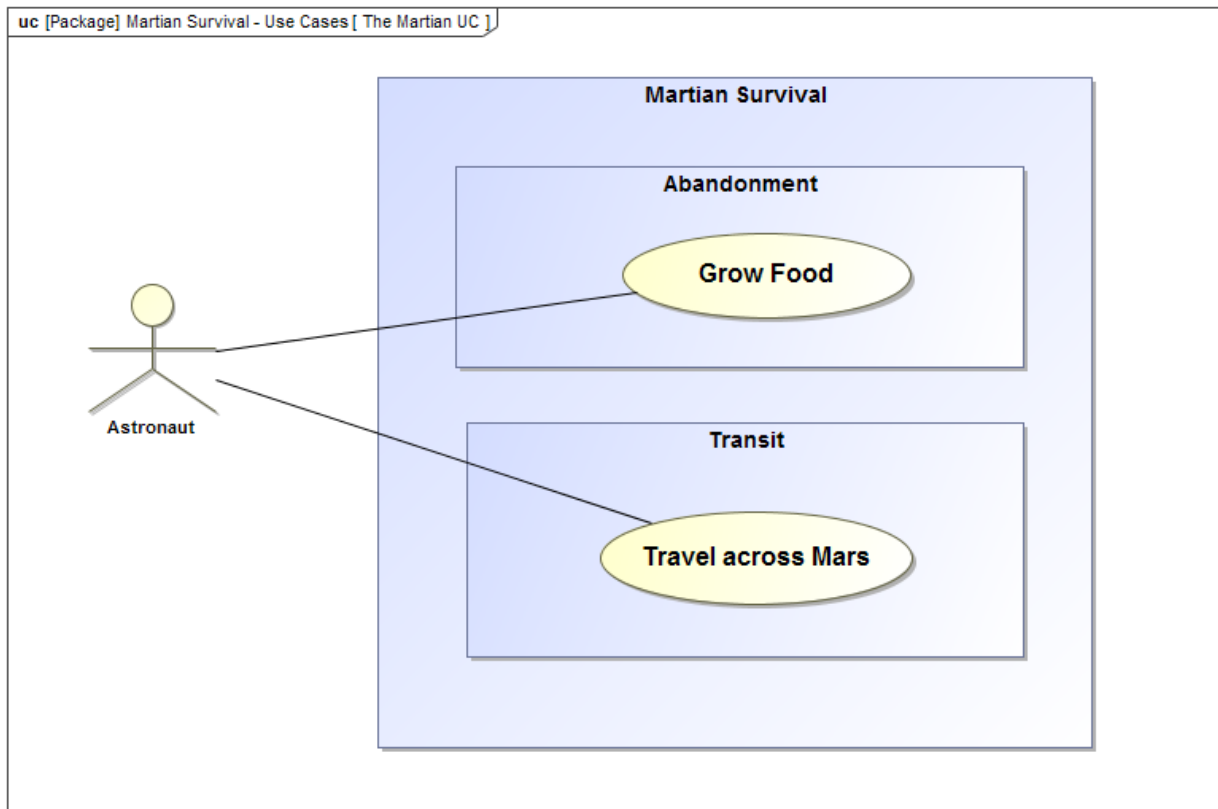 uc [Package] Martian Survival - Use Cases [ The Martian UC ]
Martian Survival
Abandonment
Grow Food
Astronaut
Transit
Travel across Mars